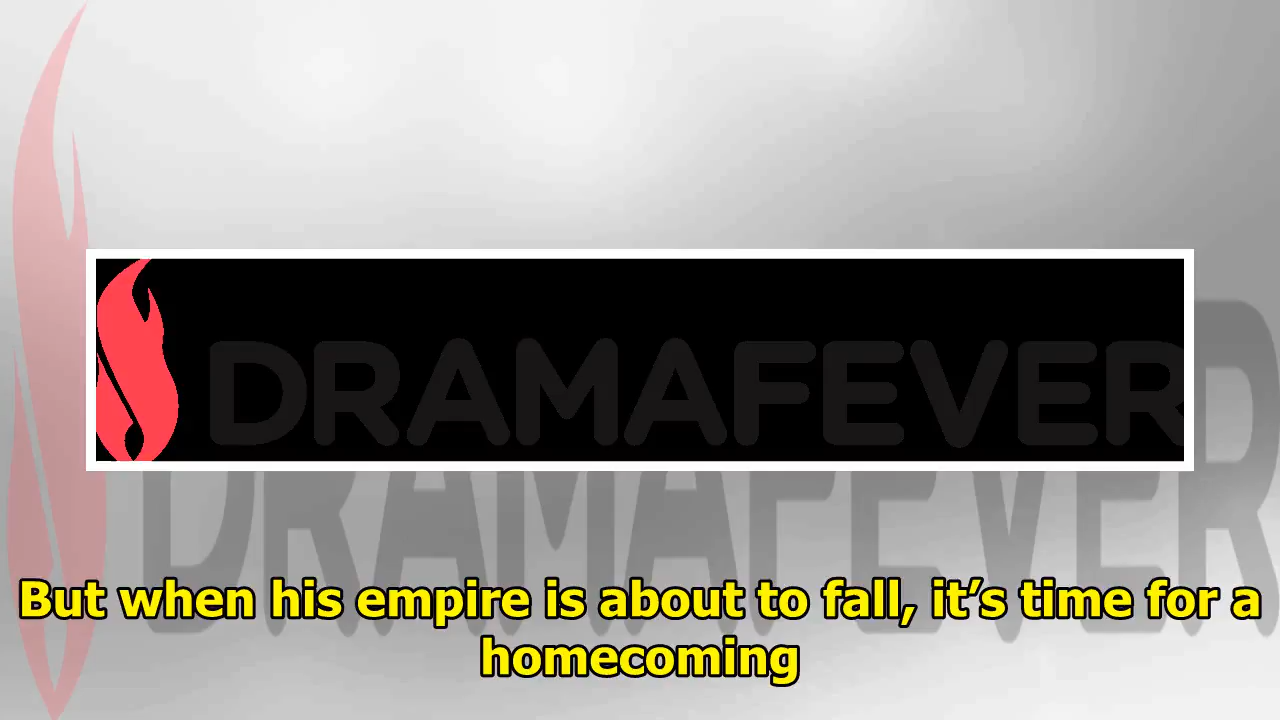 DRAMAFEVER
DRAMAFEVER
But when his empire is about to fall, it’s time for a
homecoming